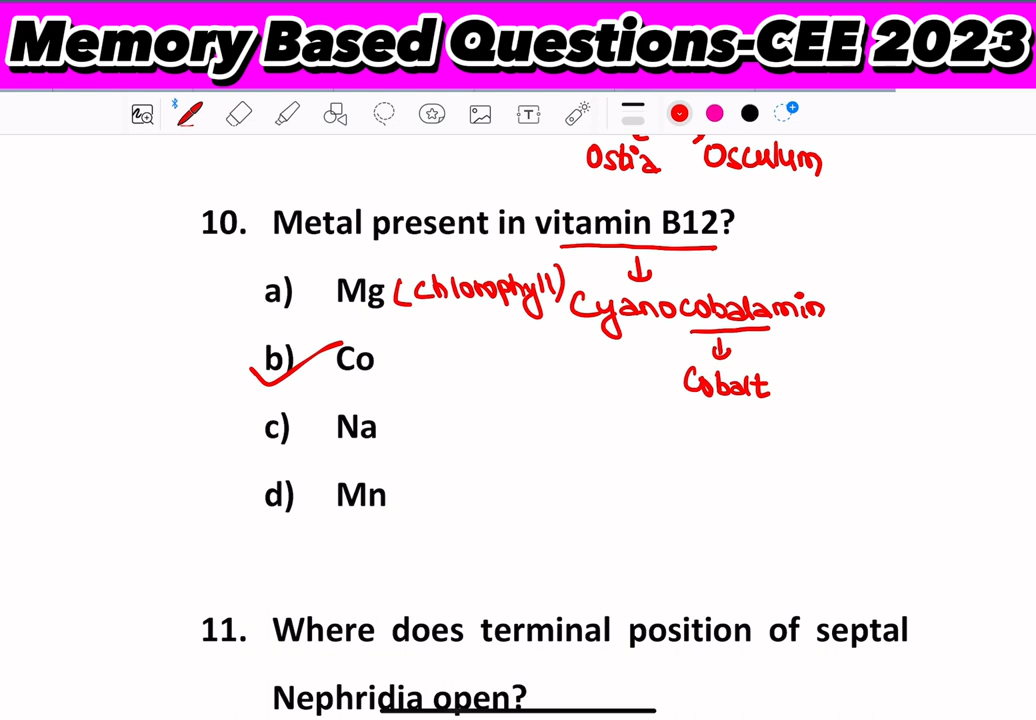 Memory Based Questions-CEE 2023
T
Ostia Osculum
10. Metal present in vitamin B12?
a) Mg (Chlorophyll)
Cyanocobalamin
b) Co
Cobalt
c) Na
d) Mn
11. Where does terminal position of septal
Nephridia open?